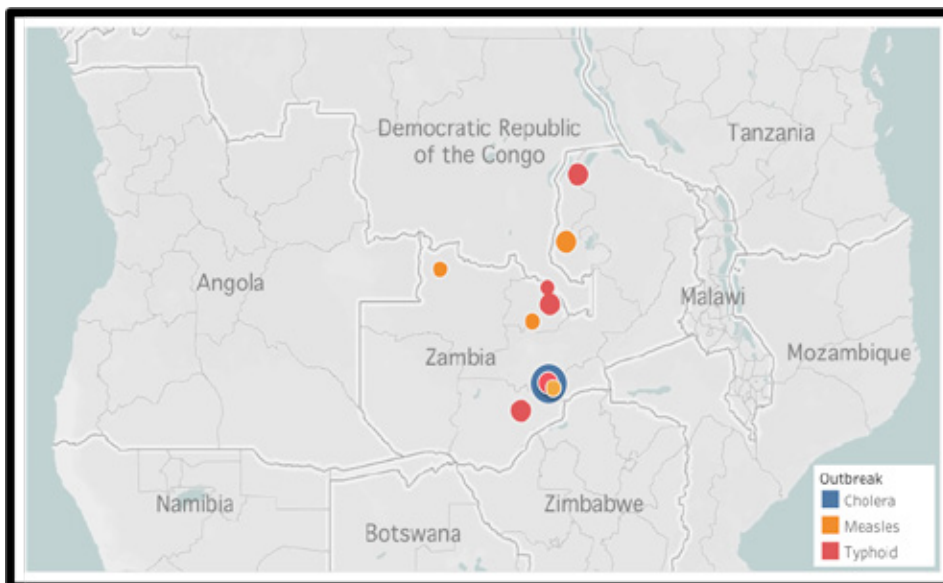 Democratic Republic
of the Congo
Tanzania
Angola
Malawi
Zambia
Mozambique
Namibia
Zimbabwe
Botswana
Outbreak
Cholera
Measles
Typhoid